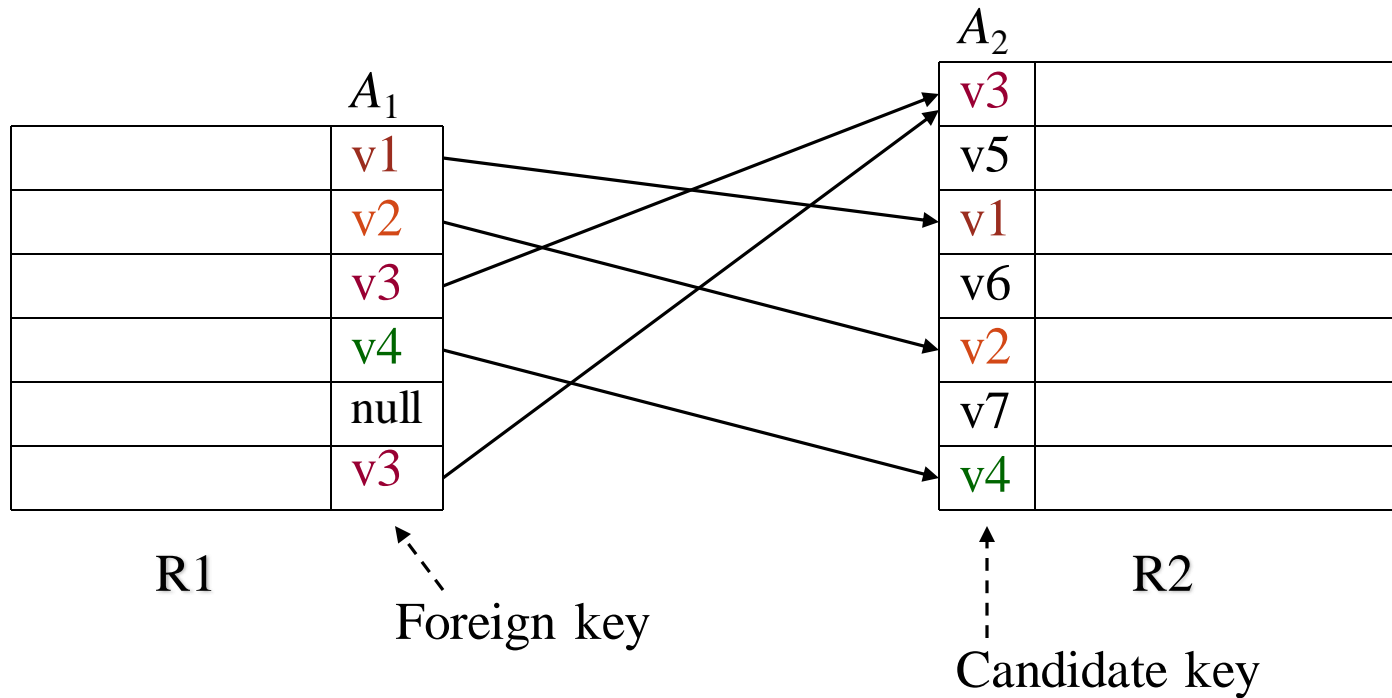 A₁
v1
v2
v3
v4
null
v3
R1
Foreign key
A₂
v3
v5
v1
v6
v2
v7
v4
R2
Candidate key